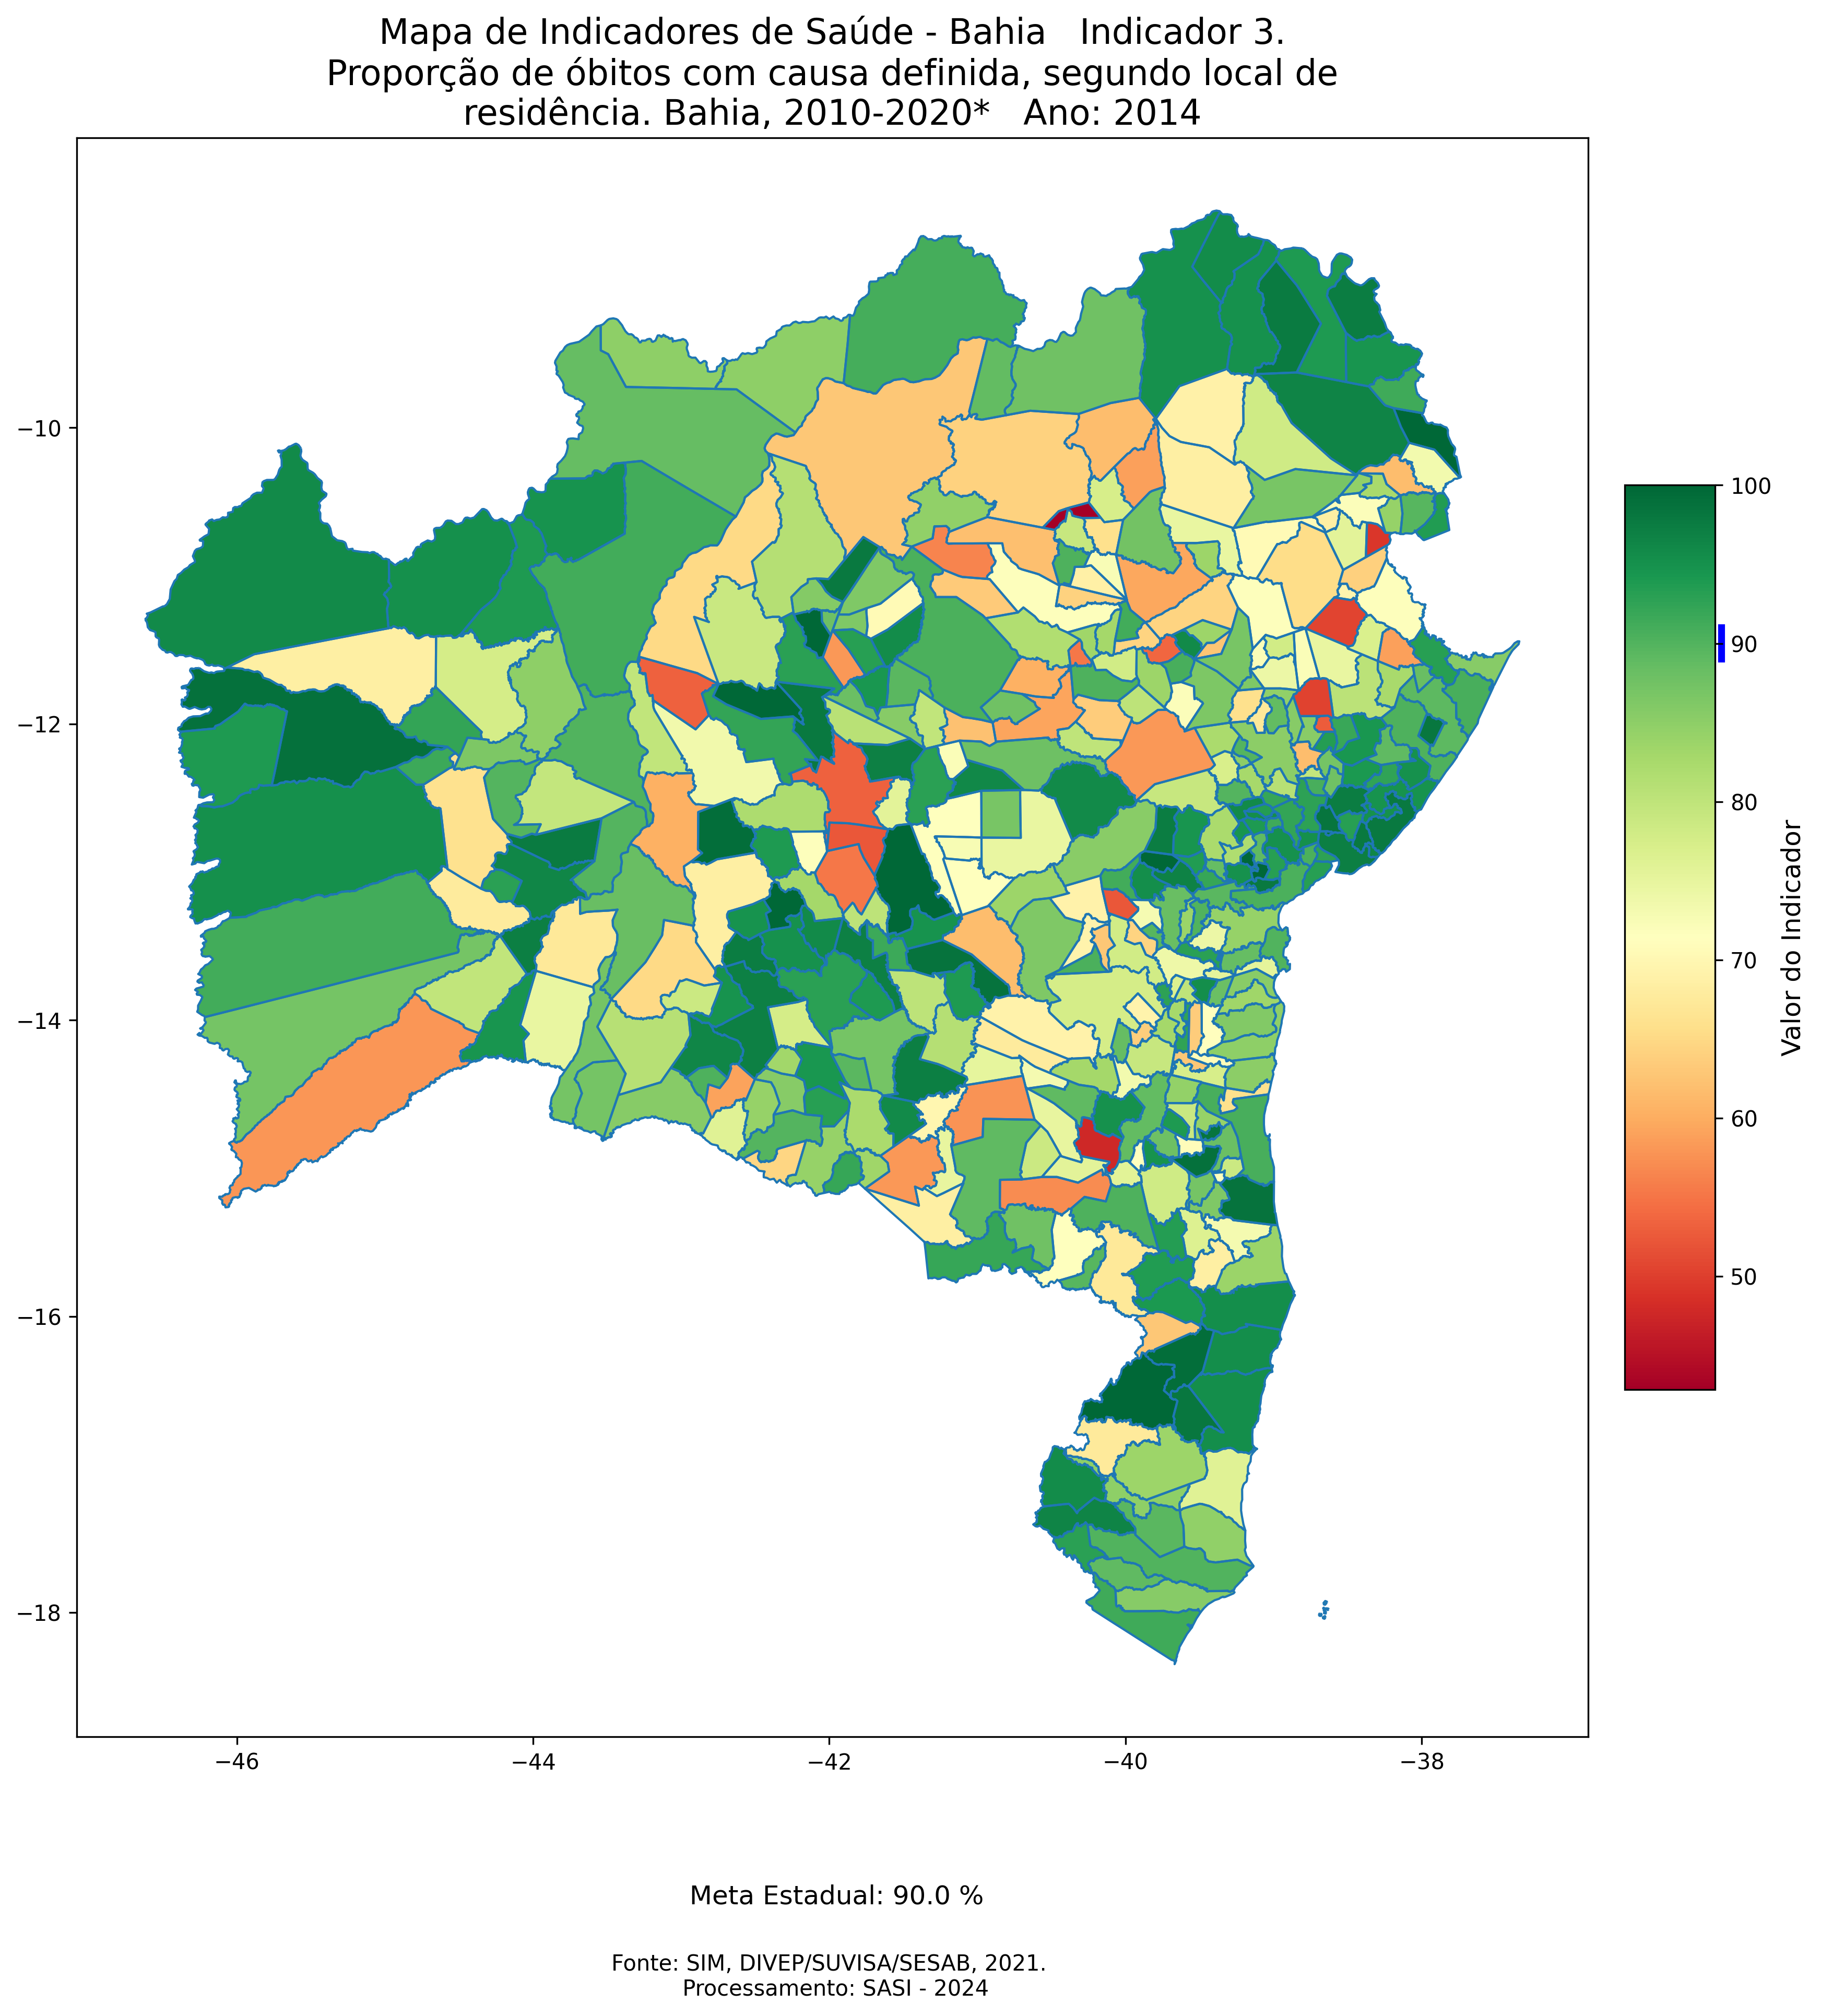 Mapa de Indicadores de Saúde - Bahia   Indicador 3.
Proporção de óbitos com causa definida, segundo local de
residência. Bahia, 2010-2020*   Ano: 2014
−10
−12
−14
−16
−18
−46
−44
−42
−40
−38
100
90
80
70
60
50
Valor do Indicador
Meta Estadual: 90.0 %
Fonte: SIM, DIVEP/SUVISA/SESAB, 2021.
Processamento: SASI - 2024